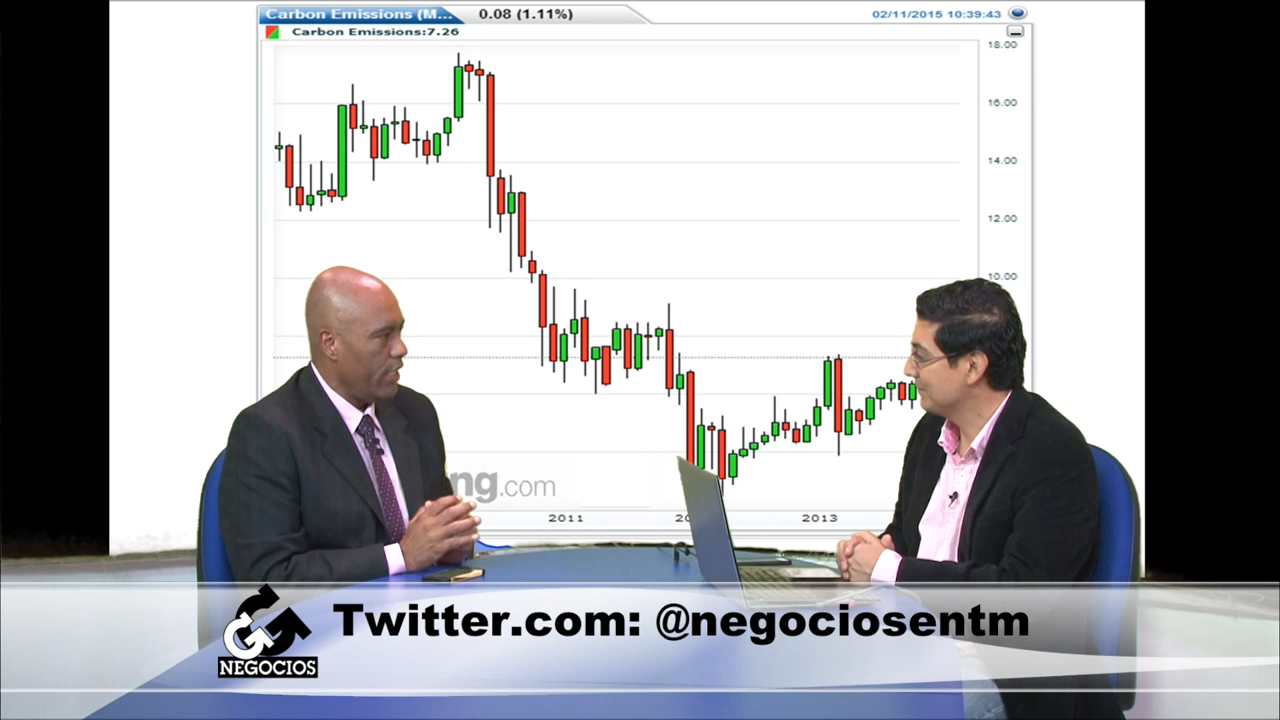 Carbon Emissions (M...
0.08 (1.11%)
02/11/2015 10:39:43
Carbon Emissions:7.26
18.00
16.00
14.00
12.00
10.00
ng.com
2011
2013
Twitter.com: @negociosentm
NEGOCIOS